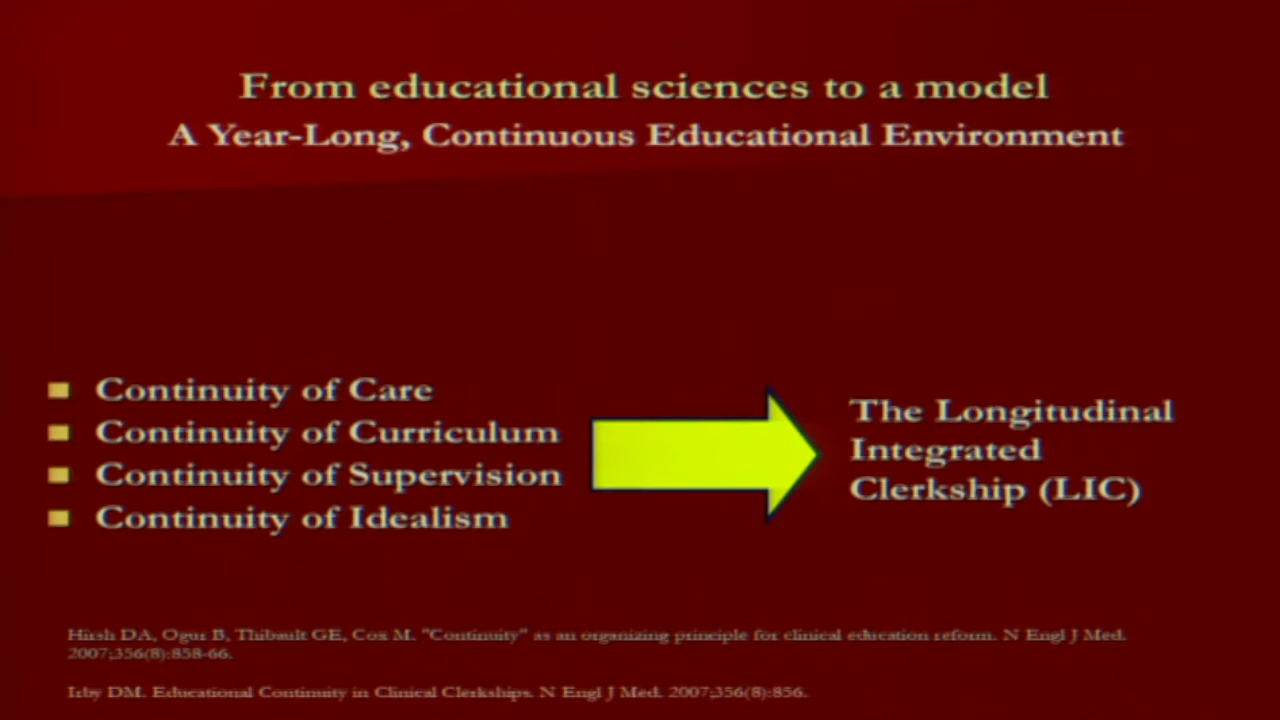 From educational sciences to a model
A Year-Long, Continuous Educational Environment
Continuity of Care
Continuity of Curriculum
Continuity of Supervision
Continuity of Idealism
The Longitudinal
Integrated
Clerkship (LIC)
Hirsh DA, Ogur B, Thibault GE, Cox M. "Continuity" as an organizing principle for clinical education reform. N Engl J Med.
2007;356(8):858-66.
Irby DM. Educational Continuity in Clinical Clerkships. N Engl J Med. 2007;356(8):856.